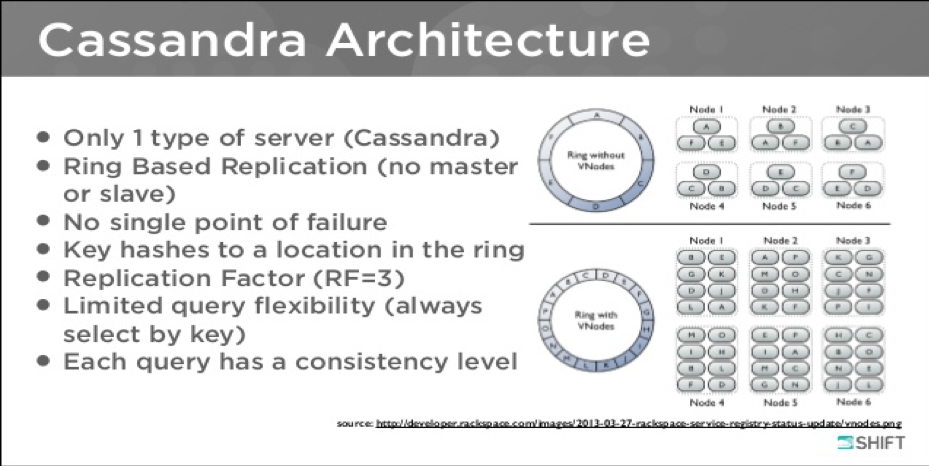 Cassandra Architecture
• Only 1 type of server (Cassandra)
• Ring Based Replication (no master
or slave)
• No single point of failure
• Key hashes to a location in the ring
• Replication Factor (RF=3)
• Limited query flexibility (always
select by key)
• Each query has a consistency level
Ring without
VNodes
Node 1 Node 2 Node 3
A B C
F E A F B A
D E F
C B D C E D
Node 4 Node 5 Node 6
Ring with
VNodes
Node 1 Node 2 Node 3
Node 4 Node 5 Node 6
source: http://developer.rackspace.com/images/2013-03-27-rackspace-service-registry-status-update/vnodes.png
SHIFT